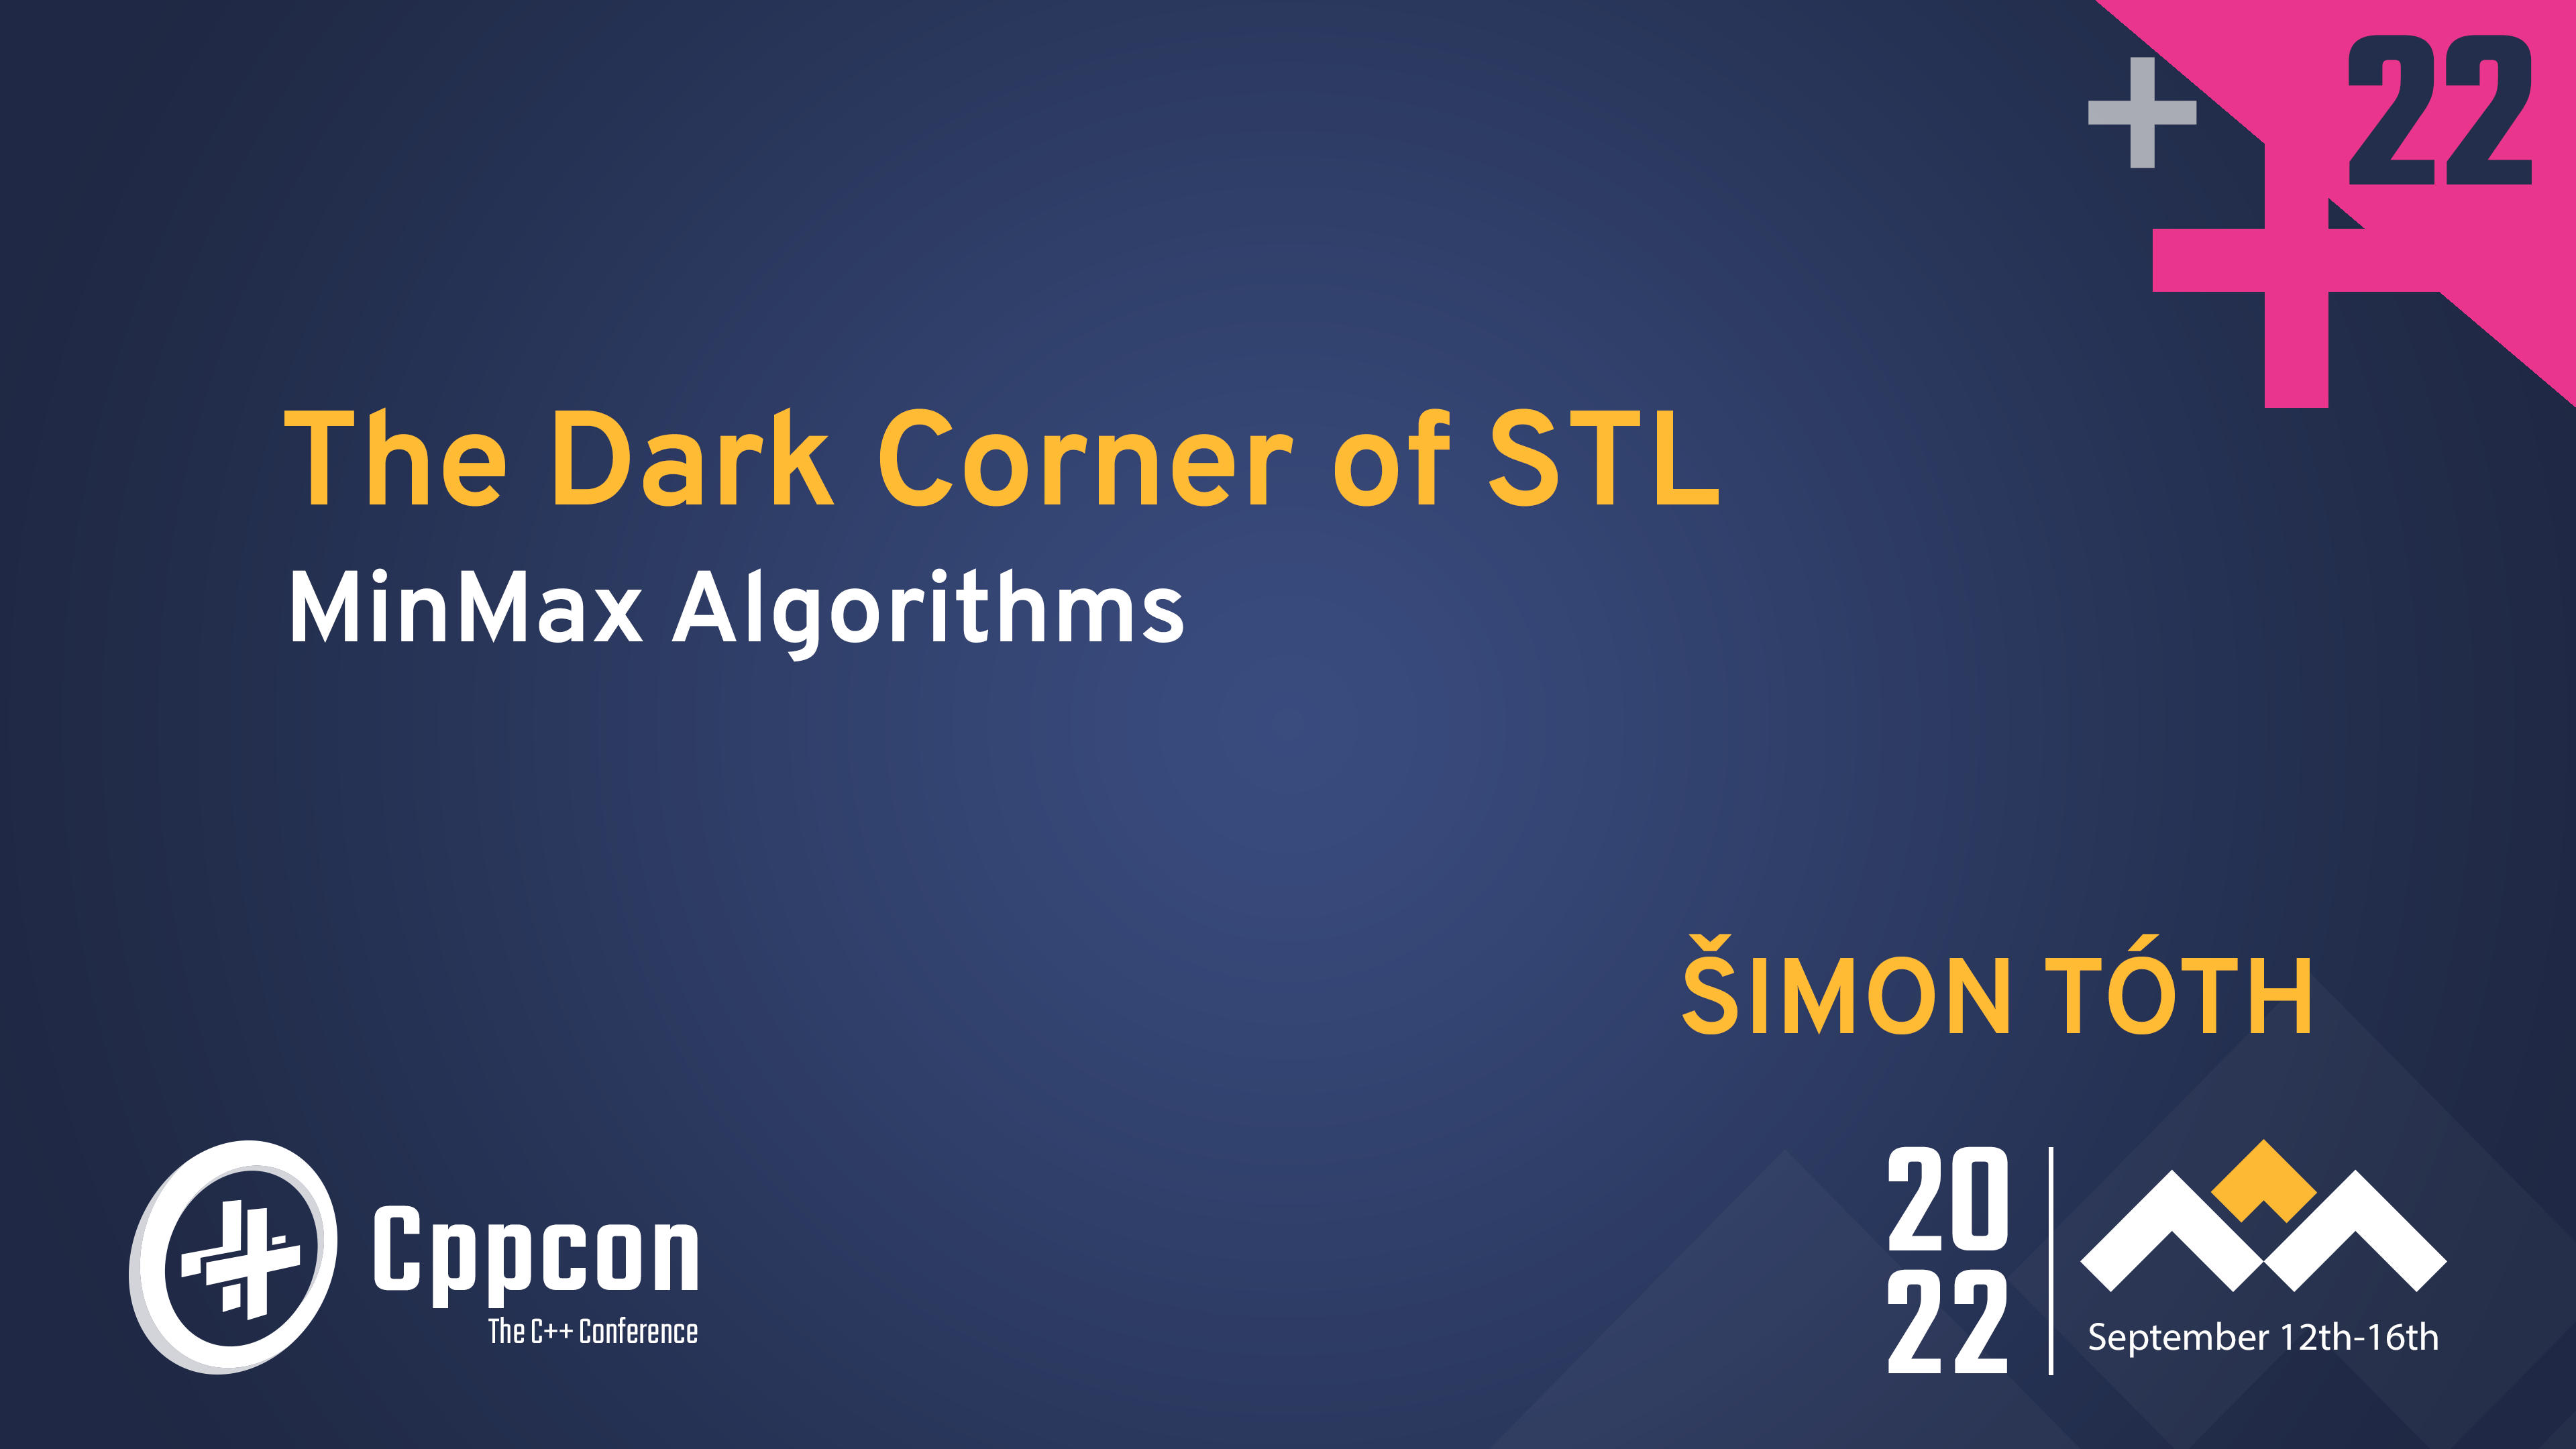 22
The Dark Corner of STL
MinMax Algorithms
ŠIMON TÓTH
Cppcon
The C++ Conference
20
22
September 12th-16th